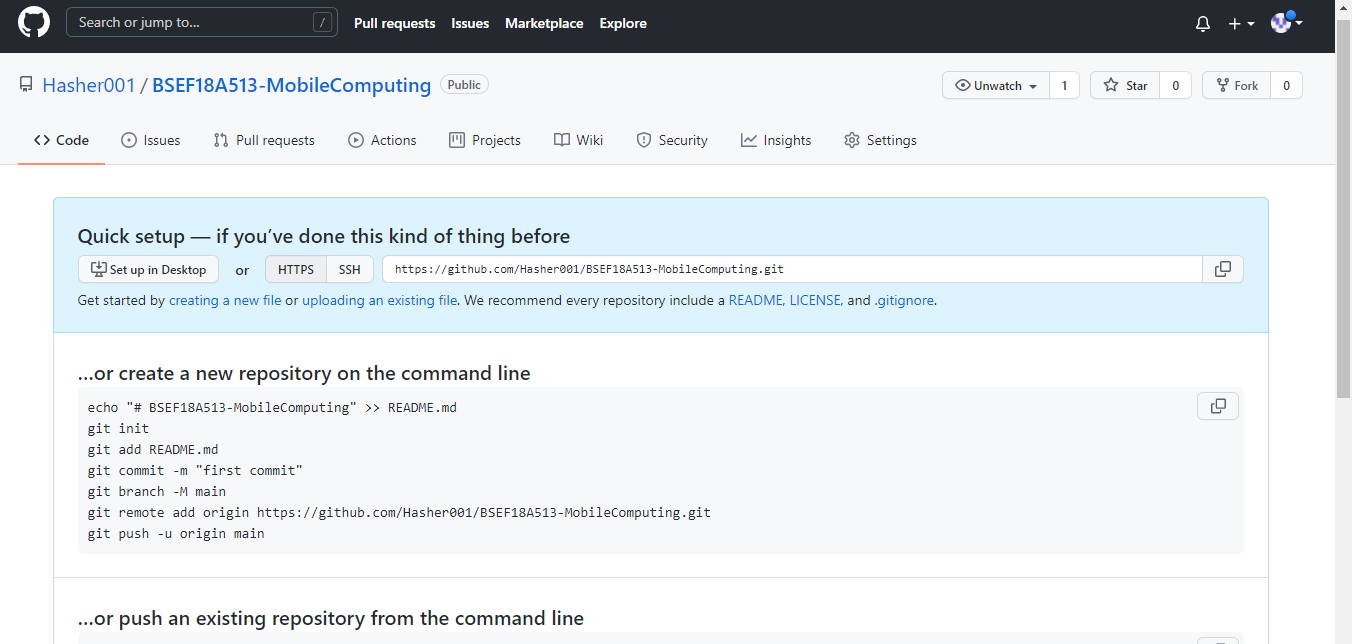 Search or jump to... /
Pull requests Issues Marketplace Explore
Hasher001 / BSEF18A513-MobileComputing Public
Unwatch 1 Star 0 Fork 0
Code Issues Pull requests Actions Projects Wiki Security Insights Settings
Quick setup — if you’ve done this kind of thing before
Set up in Desktop or HTTPS SSH https://github.com/Hasher001/BSEF18A513-MobileComputing.git
Get started by creating a new file or uploading an existing file. We recommend every repository include a README, LICENSE, and .gitignore.
…or create a new repository on the command line
echo "# BSEF18A513-MobileComputing" >> README.md
git init
git add README.md
git commit -m "first commit"
git branch -M main
git remote add origin https://github.com/Hasher001/BSEF18A513-MobileComputing.git
git push -u origin main
…or push an existing repository from the command line